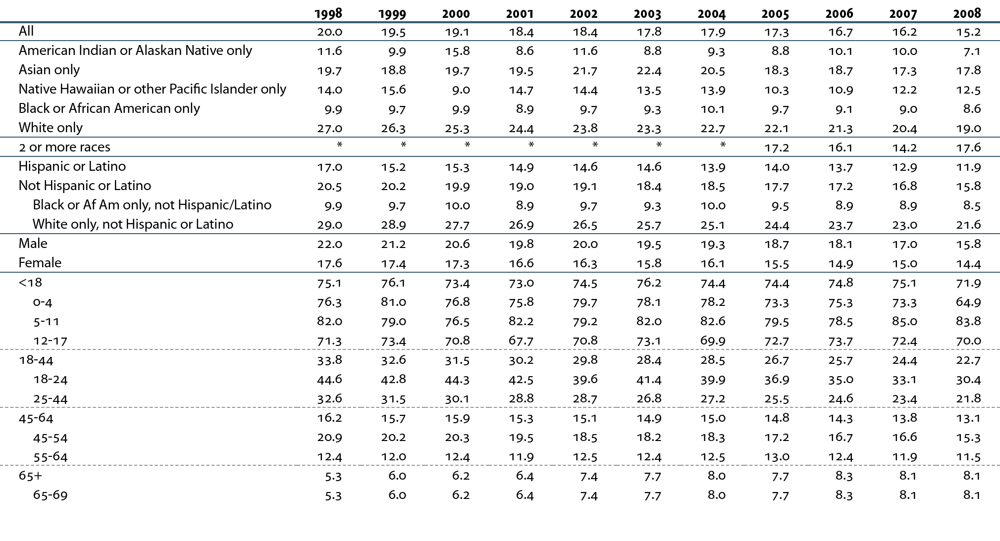 1998 1999 2000 2001 2002 2003 2004 2005 2006 2007 2008
All 20.0 19.5 19.1 18.4 18.4 17.8 17.9 17.3 16.7 16.2 15.2
American Indian or Alaskan Native only 11.6 9.9 15.8 8.6 11.6 8.8 9.3 8.8 10.1 10.0 7.1
Asian only 19.7 18.8 19.7 19.5 21.7 22.4 20.5 18.3 18.7 17.3 17.8
Native Hawaiian or other Pacific Islander only 14.0 15.6 9.0 14.7 14.4 13.5 13.9 10.3 10.9 12.2 12.5
Black or African American only 9.9 9.7 9.9 8.9 9.7 9.3 10.1 9.7 9.1 9.0 8.6
White only 27.0 26.3 25.3 24.4 23.8 23.3 22.7 22.1 21.3 20.4 19.0
2 or more races * * * * * * * 17.2 16.1 14.2 17.6
Hispanic or Latino 17.0 15.2 15.3 14.9 14.6 14.6 13.9 14.0 13.7 12.9 11.9
Not Hispanic or Latino 20.5 20.2 19.9 19.0 19.1 18.4 18.5 17.7 17.2 16.8 15.8
Black or Af Am only, not Hispanic/Latino 9.9 9.7 10.0 8.9 9.7 9.3 10.0 9.5 8.9 8.9 8.5
White only, not Hispanic or Latino 29.0 28.9 27.7 26.9 26.5 25.7 25.1 24.4 23.7 23.0 21.6
Male 22.0 21.2 20.6 19.8 20.0 19.5 19.3 18.7 18.1 17.0 15.8
Female 17.6 17.4 17.3 16.6 16.3 15.8 16.1 15.5 14.9 15.0 14.4
<18 75.1 76.1 73.4 73.0 74.5 76.2 74.4 74.4 74.8 75.1 71.9
0-4 76.3 81.0 76.8 75.8 79.7 78.1 78.2 73.3 75.3 73.3 64.9
5-11 82.0 79.0 76.5 82.2 79.2 82.0 82.6 79.5 78.5 85.0 83.8
12-17 71.3 73.4 70.8 67.7 70.8 73.1 69.9 72.7 73.7 72.4 70.0
18-44 33.8 32.6 31.5 30.2 29.8 28.4 28.5 26.7 25.7 24.4 22.7
18-24 44.6 42.8 44.3 42.5 39.6 41.4 39.9 36.9 35.0 33.1 30.4
25-44 32.6 31.5 30.1 28.8 28.7 26.8 27.2 25.5 24.6 23.4 21.8
45-64 16.2 15.7 15.9 15.3 15.1 14.9 15.0 14.8 14.3 13.8 13.1
45-54 20.9 20.2 20.3 19.5 18.5 18.2 18.3 17.2 16.7 16.6 15.3
55-64 12.4 12.0 12.4 11.9 12.5 12.4 12.5 13.0 12.4 11.9 11.5
65+ 5.3 6.0 6.2 6.4 7.4 7.7 8.0 7.7 8.3 8.1 8.1
65-69 5.3 6.0 6.2 6.4 7.4 7.7 8.0 7.7 8.3 8.1 8.1